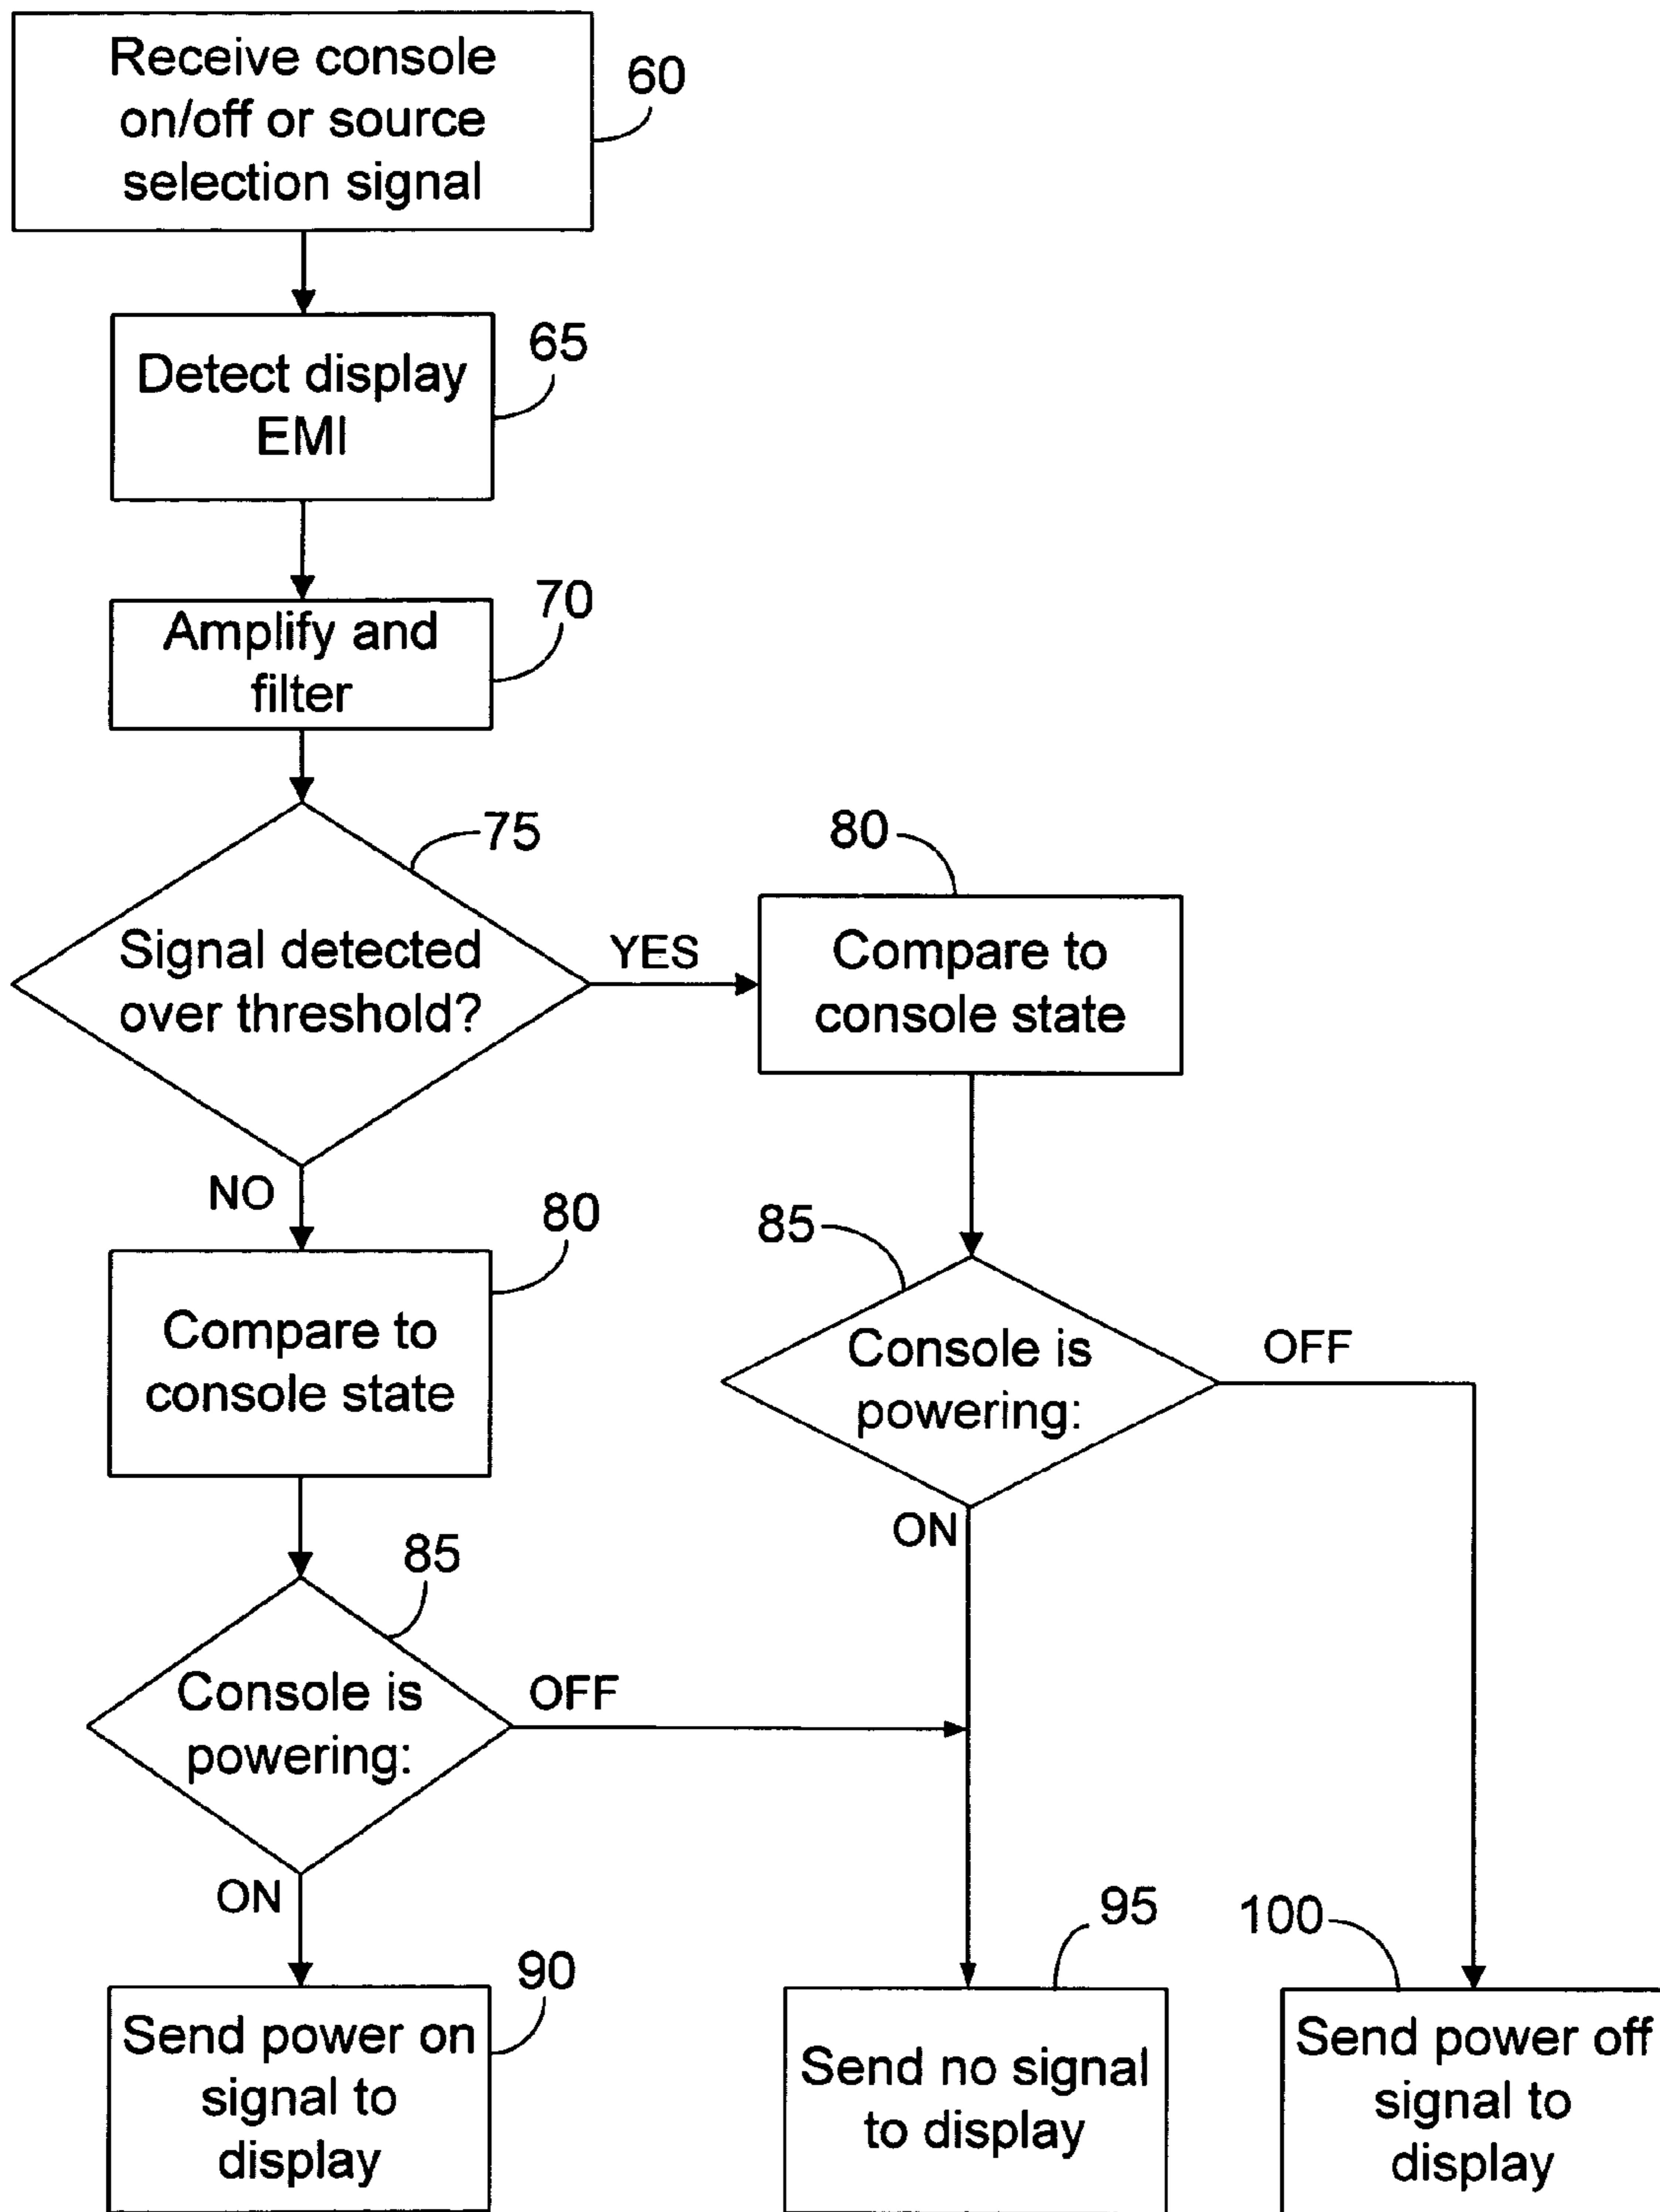 Receive console
on/off or source
selection signal
60
Detect display
EMI
65
Amplify and
filter
70
75
Signal detected
over threshold?
YES
80
Compare to
console state
NO
80
Compare to
console state
85
Console is
powering:
OFF
ON
85
Console is
powering:
OFF
ON
90
Send power on
signal to
display
95
Send no signal
to display
100
Send power off
signal to
display